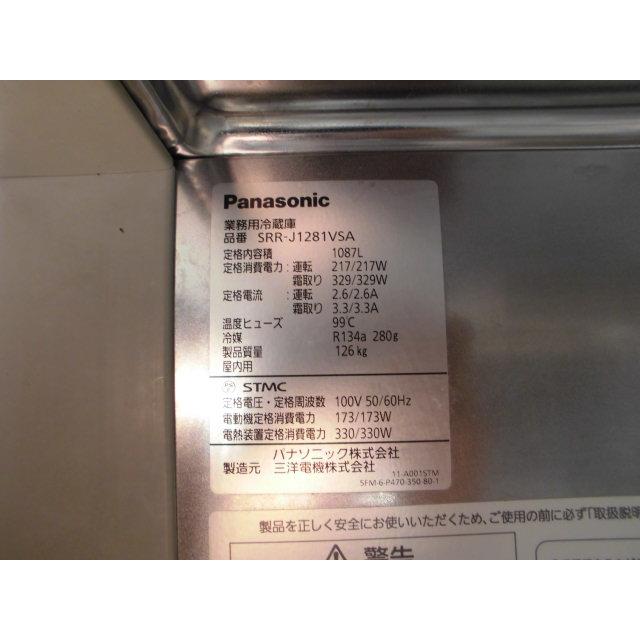 Panasonic
業務用冷蔵庫
品番 SRR-J1281VSA
定格内容積 1087L
定格消費電力:運転 217/217W
霜取り 329/329W
定格電流 :運転 2.6/2.6A
霜取り 3.3/3.3A
温度ヒューズ 99℃
冷媒 R134a 280g
製品質量 126kg
屋内用
PS STMC
定格電圧・定格周波数 100V 50/60Hz
電動機定格消費電力 173/173W
電熱装置定格消費電力 330/330W
パナソニック株式会社
製造元 三洋電機株式会社
11-A001STM
SFM-6-P470-350 80-1
製品を正しく安全にお使いいただくため、ご使用の前に必ず「取扱説明
警告